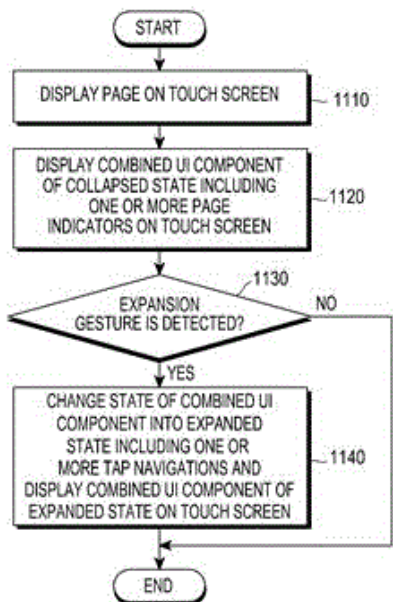 START
DISPLAY PAGE ON TOUCH SCREEN
1110
DISPLAY COMBINED UI COMPONENT
OF COLLAPSED STATE INCLUDING
ONE OR MORE PAGE
INDICATORS ON TOUCH SCREEN
1120
1130
EXPANSION
GESTURE IS DETECTED?
NO
YES
CHANGE STATE OF COMBINED UI
COMPONENT INTO EXPANDED
STATE INCLUDING ONE OR
MORE TAP NAVIGATIONS AND
DISPLAY COMBINED UI COMPONENT OF
EXPANDED STATE ON TOUCH SCREEN
1140
END